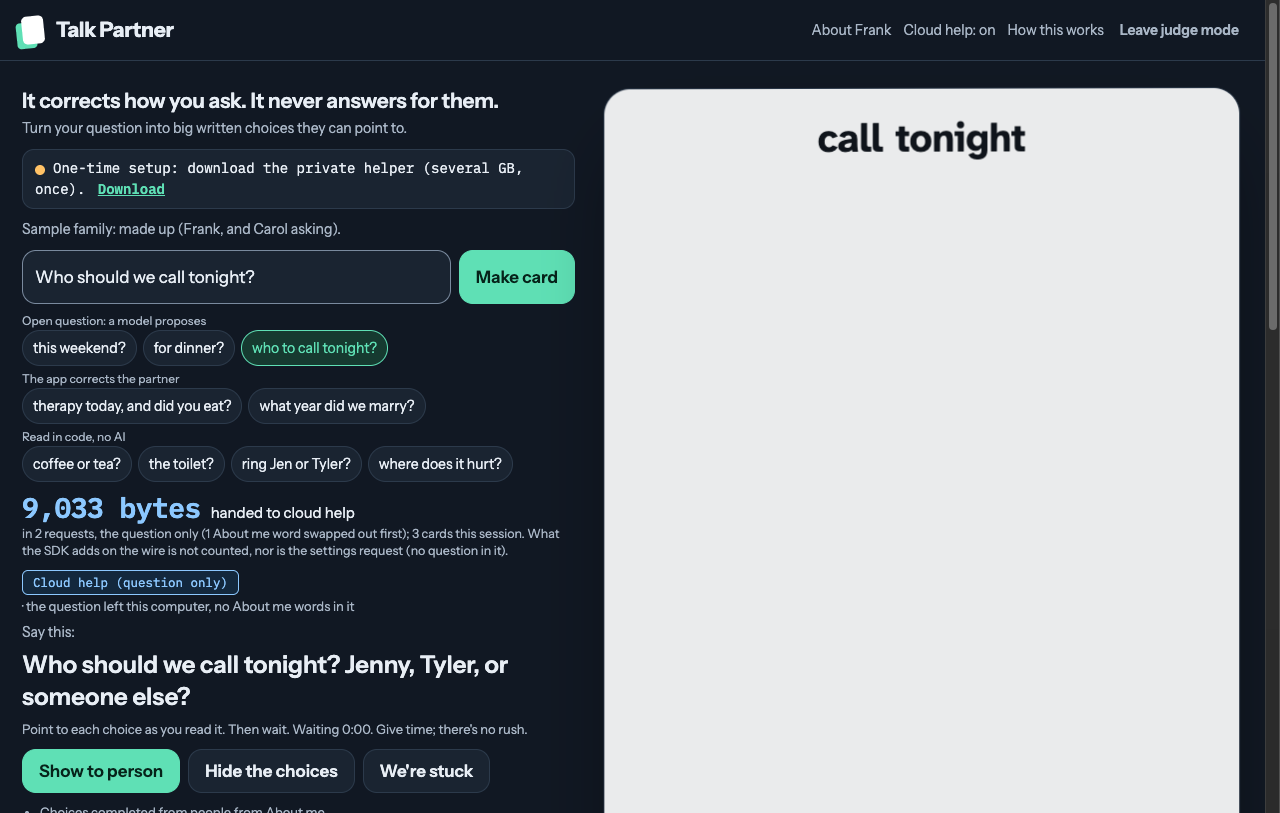 Talk Partner
About Frank
Cloud help: on
How this works
Leave judge mode
It corrects how you ask. It never answers for them.
Turn your question into big written choices they can point to.
One-time setup: download the private helper (several GB,
once). Download
Sample family: made up (Frank, and Carol asking).
Who should we call tonight?
Make card
Open question: a model proposes
this weekend?
for dinner?
who to call tonight?
The app corrects the partner
therapy today, and did you eat?
what year did we marry?
Read in code, no AI
coffee or tea?
the toilet?
ring Jen or Tyler?
where does it hurt?
9,033 bytes handed to cloud help
in 2 requests, the question only (1 About me word swapped out first); 3 cards this session. What
the SDK adds on the wire is not counted, nor is the settings request (no question in it).
Cloud help (question only)
· the question left this computer, no About me words in it
Say this:
Who should we call tonight? Jenny, Tyler, or
someone else?
Point to each choice as you read it. Then wait. Waiting 0:00. Give time; there's no rush.
Show to person
Hide the choices
We're stuck
Choices completed from people from About me
call tonight